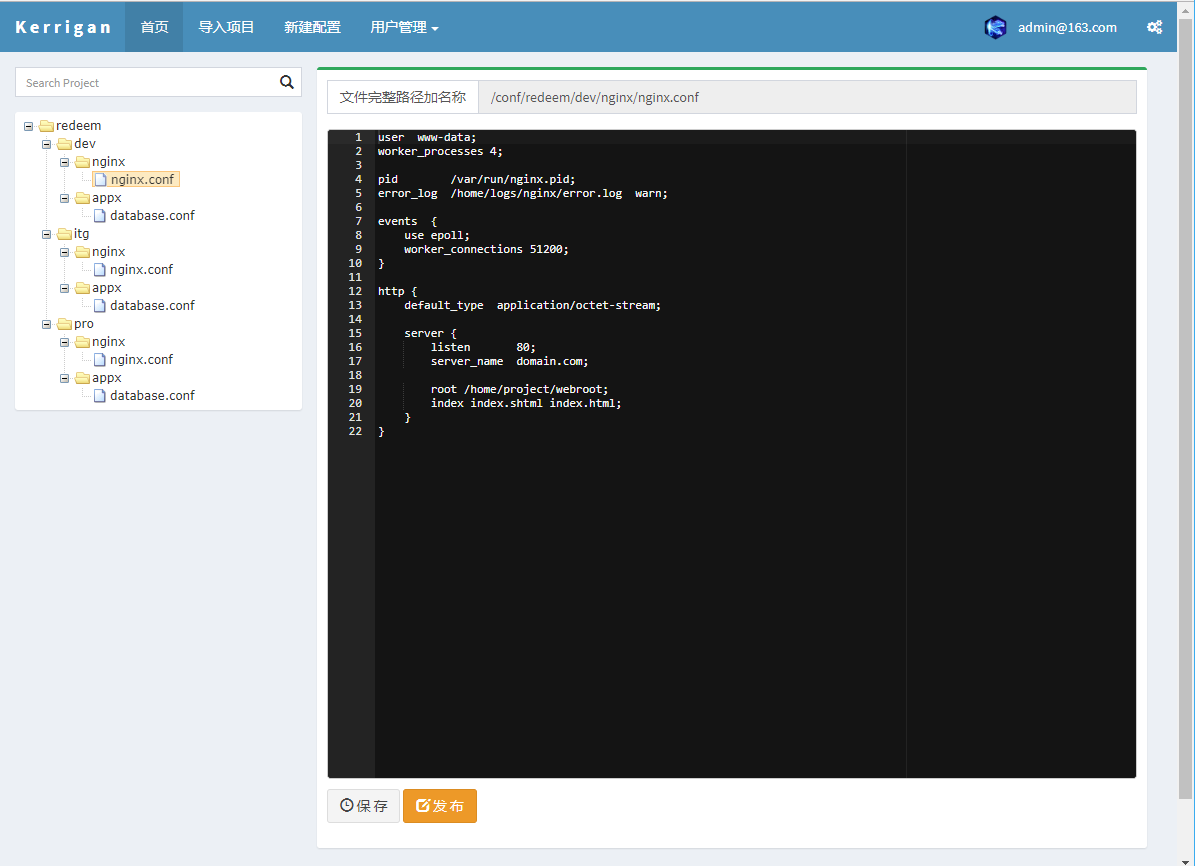 Kerrigan 首页 导入项目 新建配置 用户管理 admin@163.com
Search Project
redeem
dev
nginx
nginx.conf
appx
database.conf
itg
nginx
nginx.conf
appx
database.conf
pro
nginx
nginx.conf
appx
database.conf
文件完整路径加名称 /conf/redeem/dev/nginx/nginx.conf
1 user  www-data;
2 worker_processes 4;
3
4 pid        /var/run/nginx.pid;
5 error_log  /home/logs/nginx/error.log  warn;
6
7 events  {
8     use epoll;
9     worker_connections 51200;
10 }
11
12 http {
13     default_type  application/octet-stream;
14
15     server {
16         listen       80;
17         server_name  domain.com;
18
19         root /home/project/webroot;
20         index index.shtml index.html;
21     }
22 }
保存 发布